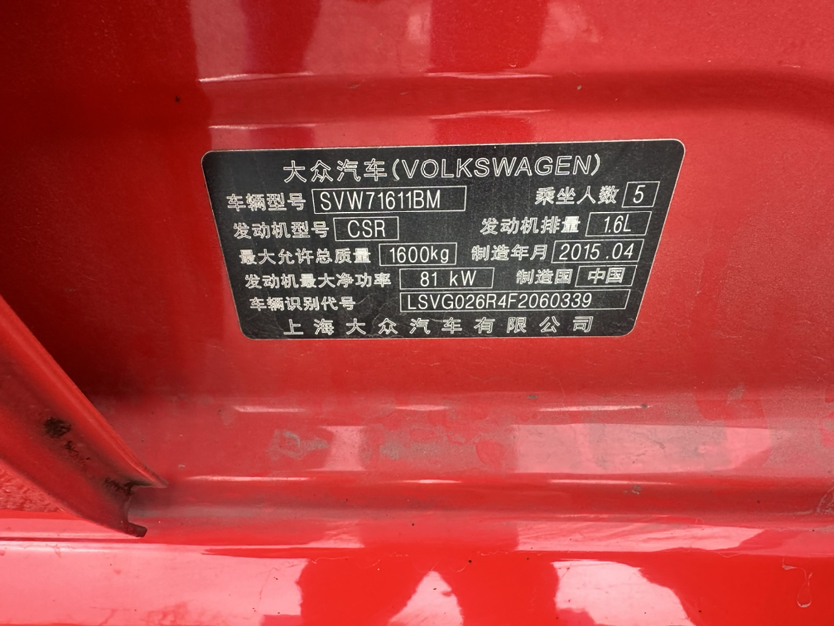 大众汽车(VOLKSWAGEN)
车辆型号 SVW71611BM 乘坐人数 5
发动机型号 CSR 发动机排量 1.6L
最大允许总质量 1600kg 制造年月 2015.04
发动机最大净功率 81 kW 制造国 中国
车辆识别代号 LSVG026R4F2060339
上海大众汽车有限公司